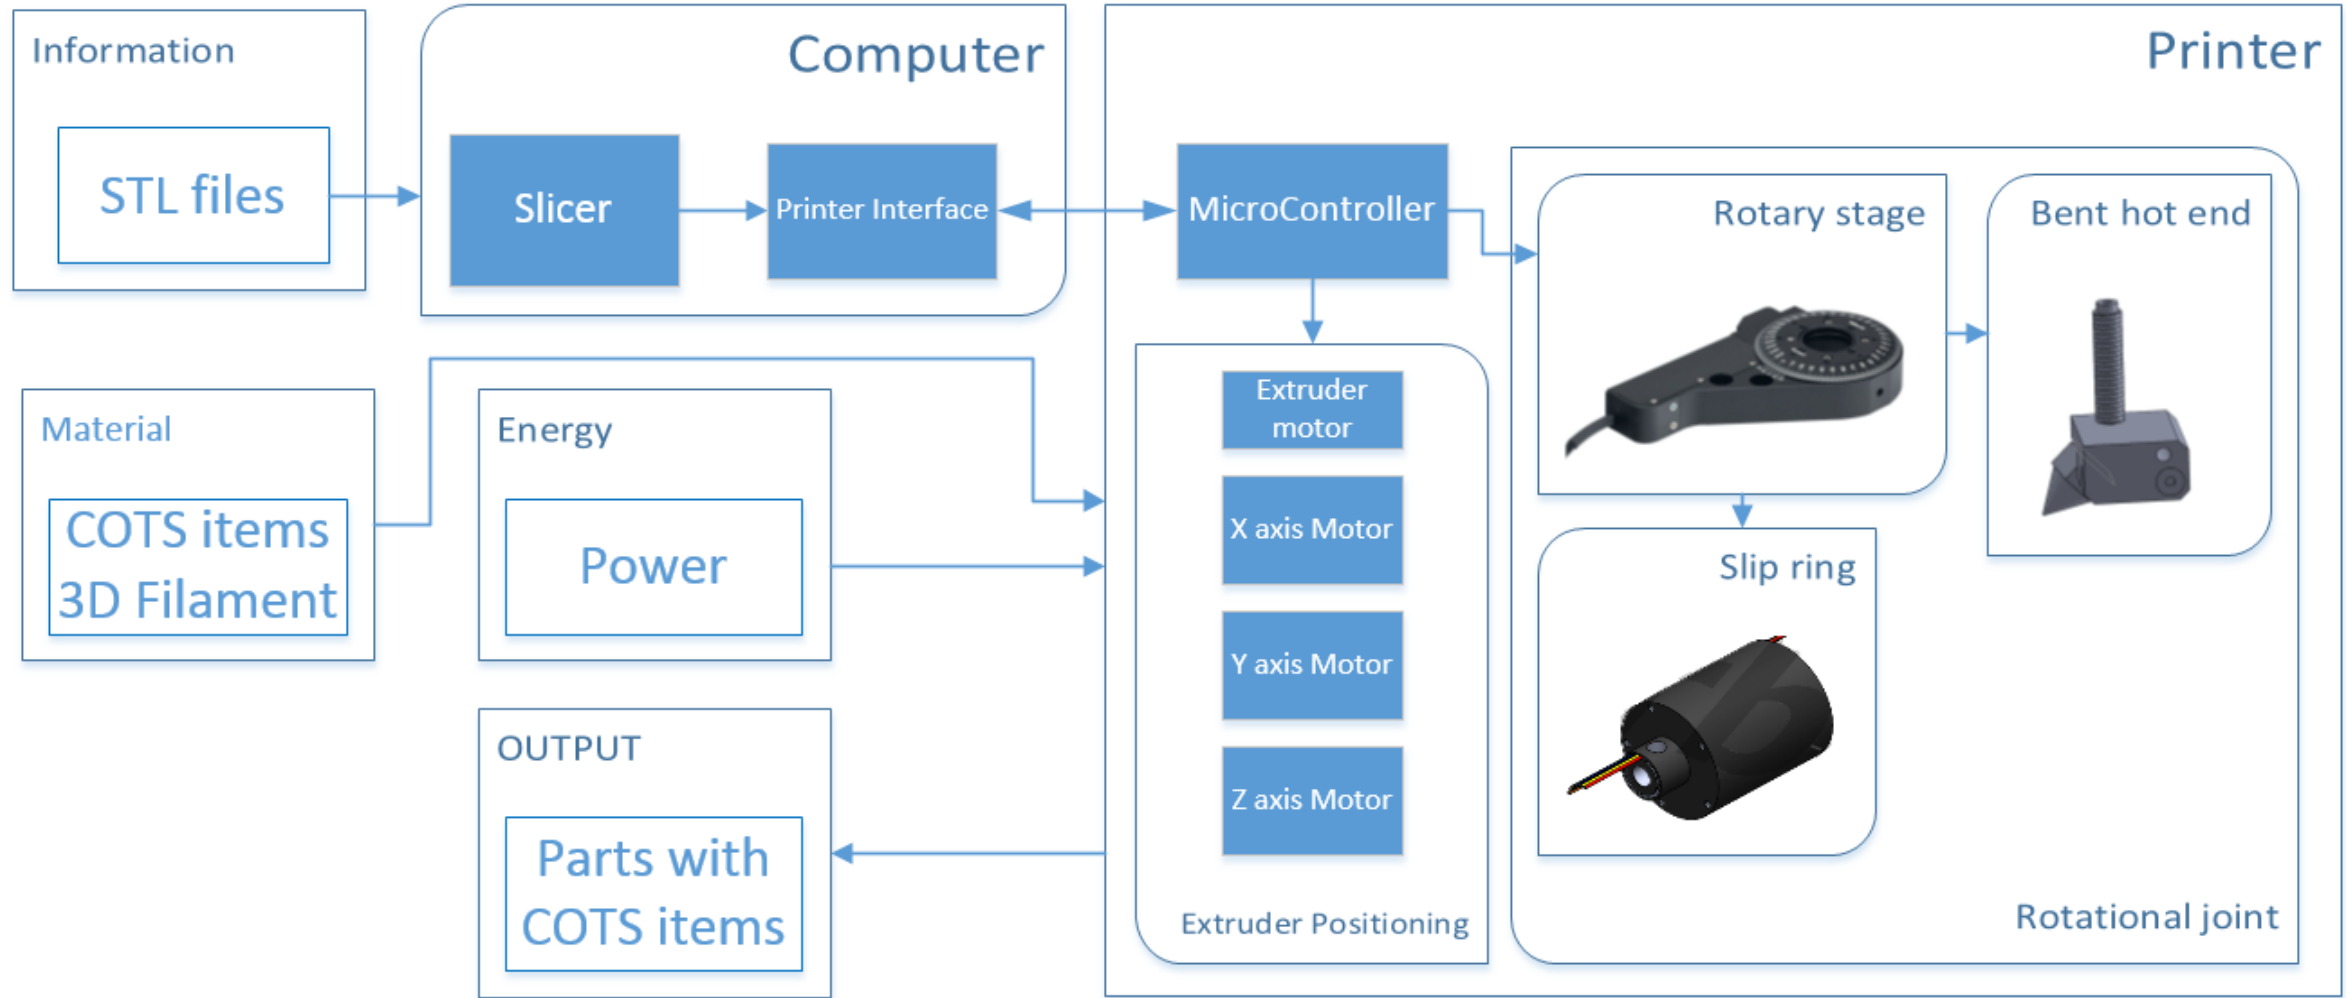 Information
STL files
Computer
Slicer
Printer Interface
Printer
MicroController
Rotary stage
Bent hot end
Material
COTS items
3D Filament
Energy
Power
Extruder
motor
X axis Motor
Y axis Motor
Z axis Motor
Extruder Positioning
Slip ring
Rotational joint
OUTPUT
Parts with
COTS items